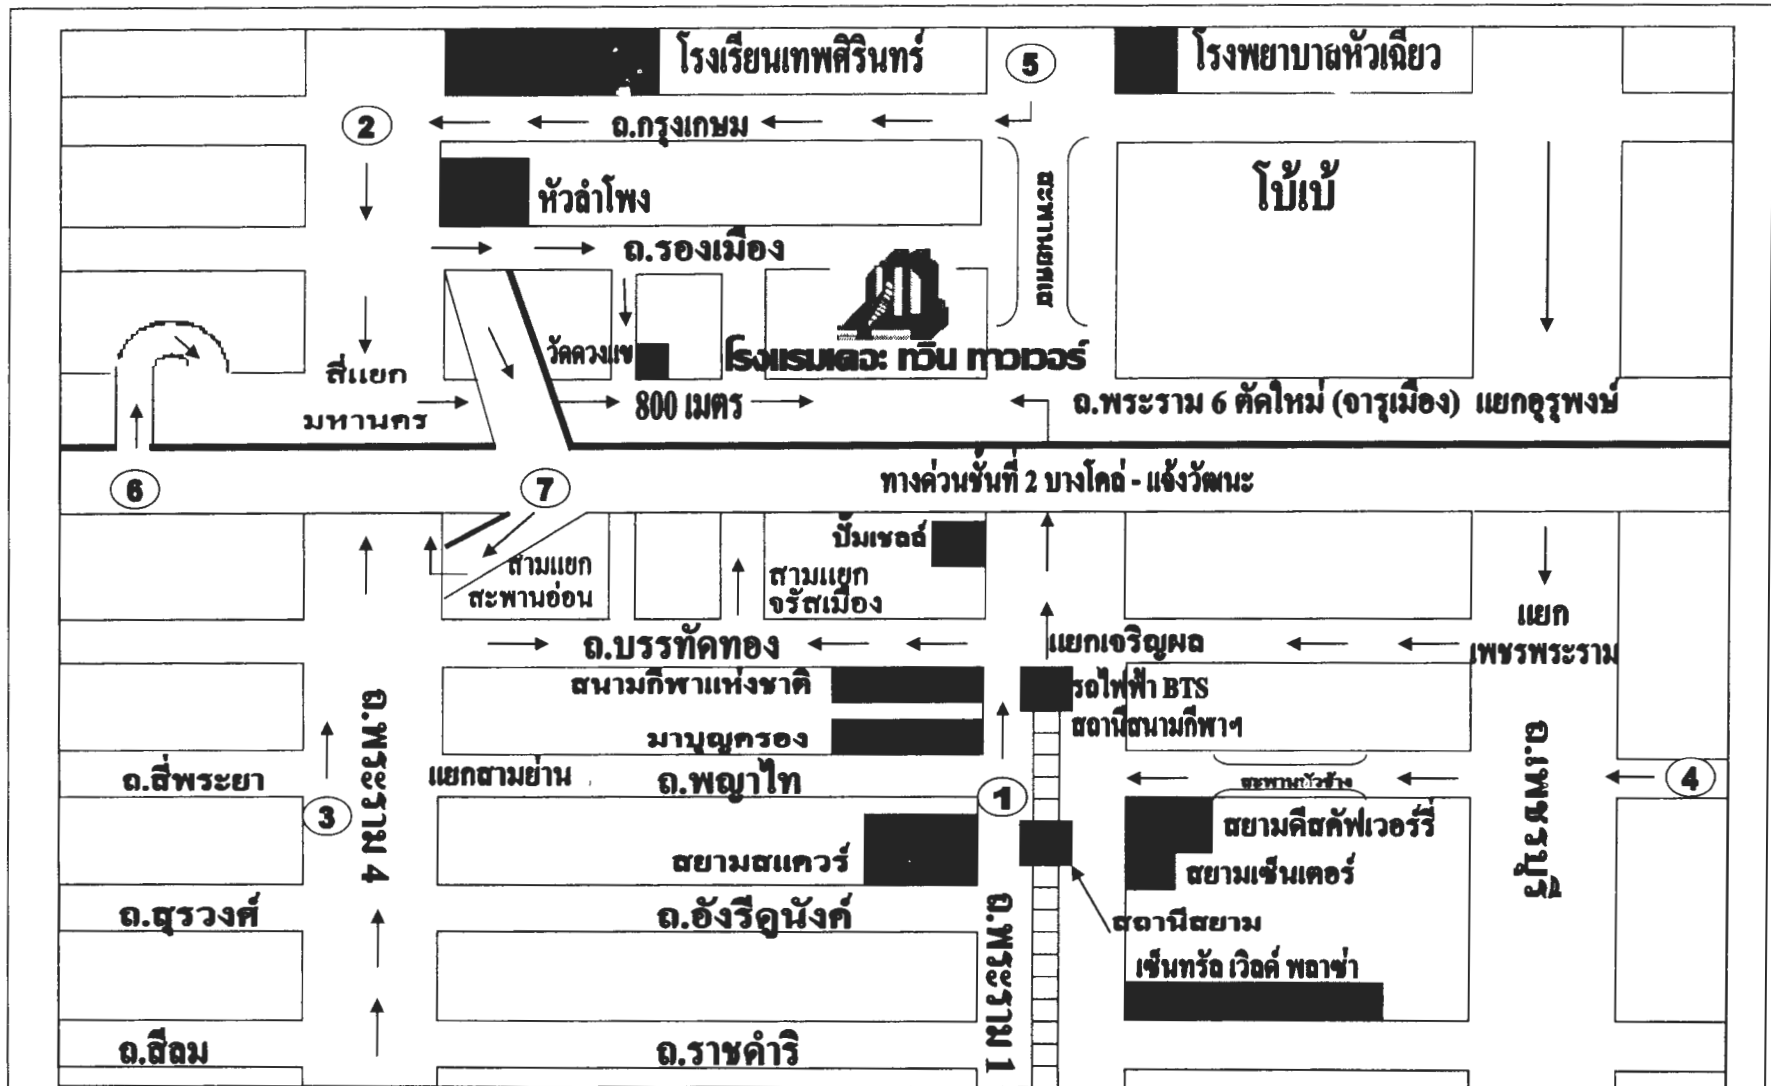 โรงเรียนเทพศิรินทร์
5
โรงพยาบาลหัวเฉียว
2
ถ.กรุงเกษม
หัวลำโพง
สะพานยศเส
โบ้เบ้
ถ.รองเมือง
วัดดวงแข
โรงแรมเดอะ ทวิน ทาวเวอร์
สี่แยก
มหานคร
800 เมตร
ถ.พระราม 6 ตัดใหม่ (จารุเมือง) แยกอุรุพงษ์
6
7
ทางด่วนชั้นที่ 2 บางโคล่ - แจ้งวัฒนะ
ปั๊มเชลล์
สามแยก
สะพานอ่อน
สามแยก
จรัสเมือง
ถ.บรรทัดทอง
แยกเจริญผล
แยก
เพชรพระราม
สนามกีฬาแห่งชาติ
รถไฟฟ้า BTS
สถานีสนามกีฬาฯ
มาบุญครอง
ถ.พระราม 4
ถ.เพชรบุรี
ถ.สี่พระยา
แยกสามย่าน
ถ.พญาไท
สะพานหัวช้าง
4
3
1
สยามดีสคัฟเวอร์รี่
สยามสแควร์
สยามเซ็นเตอร์
ถ.สุรวงศ์
ถ.อังรีดูนังค์
สถานีสยาม
ถ.พระราม 1
เซ็นทรัล เวิลด์ พลาซ่า
ถ.สีลม
ถ.ราชดำริ